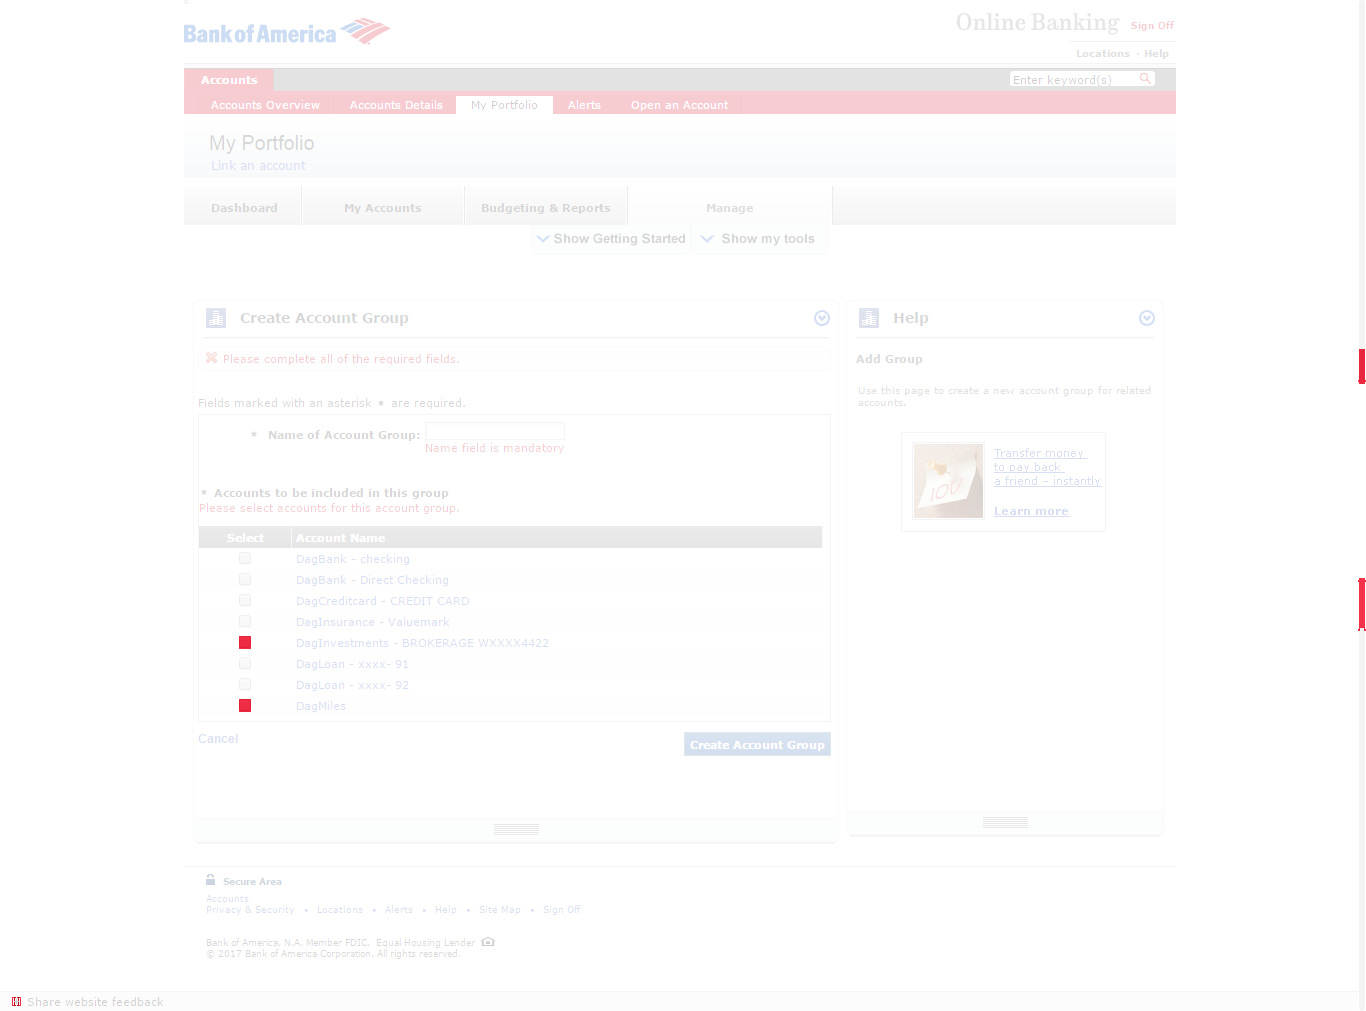 Bank of America
Online Banking
Sign Off
Locations · Help
Accounts
Enter keyword(s)
Accounts Overview
Accounts Details
My Portfolio
Alerts
Open an Account
My Portfolio
Link an account
Dashboard
My Accounts
Budgeting & Reports
Manage
Show Getting Started
Show my tools
Create Account Group
Please complete all of the required fields.
Fields marked with an asterisk * are required.
* Name of Account Group:
Name field is mandatory
* Accounts to be included in this group
Please select accounts for this account group.
Select Account Name
DagBank - checking
DagBank - Direct Checking
DagCreditcard - CREDIT CARD
DagInsurance - Valuemark
DagInvestments - BROKERAGE WXXXX4422
DagLoan - xxxx- 91
DagLoan - xxxx- 92
DagMiles
Cancel
Create Account Group
Help
Add Group
Use this page to create a new account group for related
accounts.
IOU
Transfer money
to pay back
a friend – instantly
Learn more
Secure Area
Accounts
Privacy & Security • Locations • Alerts • Help • Site Map • Sign Off
Bank of America, N.A. Member FDIC. Equal Housing Lender
© 2017 Bank of America Corporation. All rights reserved.
Share website feedback